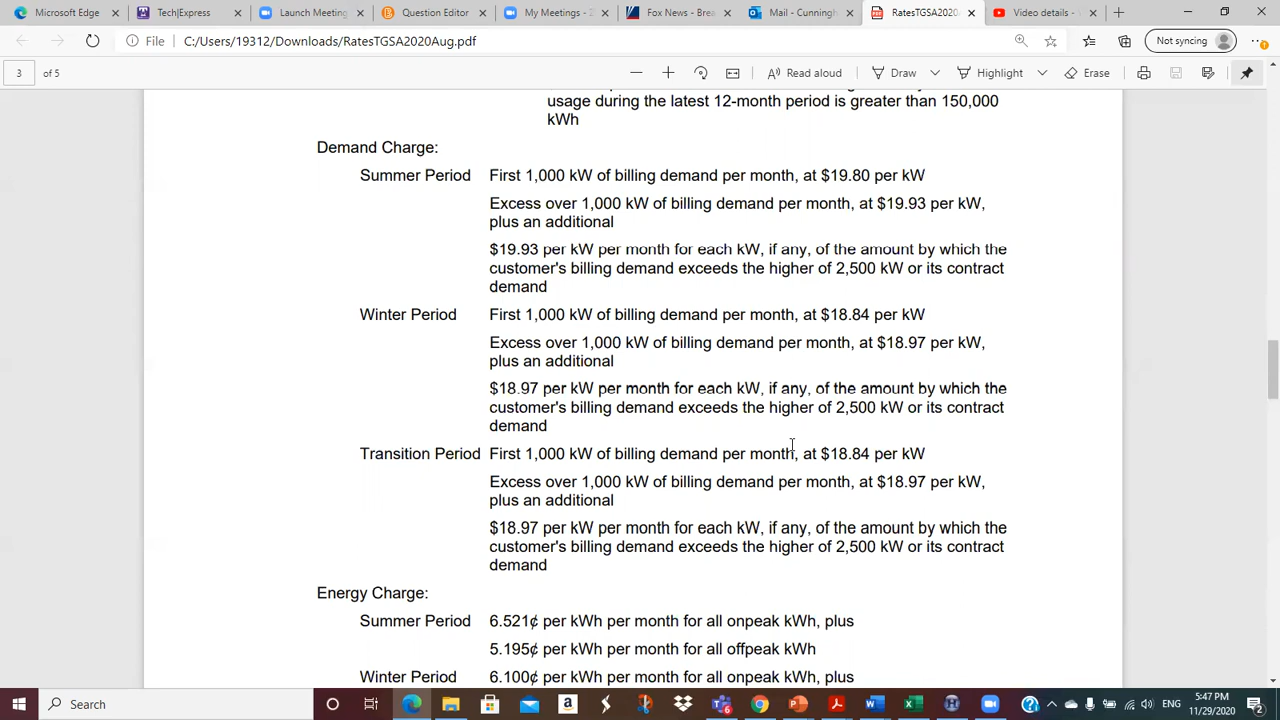 Microsoft Edge
TechExpress
Launch Meeting
Question Editor
My Meetings - Z
Fox News - Brea
Mail - Cunningh
RatesTGSA2020A
Video details -
File
C:/Users/19312/Downloads/RatesTGSA2020Aug.pdf
Not syncing
3 of 5
Read aloud
Draw
Highlight
Erase
usage during the latest 12-month period is greater than 150,000
kWh
Demand Charge:
Summer Period First 1,000 kW of billing demand per month, at $19.80 per kW
Excess over 1,000 kW of billing demand per month, at $19.93 per kW,
plus an additional
$19.93 per kW per month for each kW, if any, of the amount by which the
customer's billing demand exceeds the higher of 2,500 kW or its contract
demand
Winter Period First 1,000 kW of billing demand per month, at $18.84 per kW
Excess over 1,000 kW of billing demand per month, at $18.97 per kW,
plus an additional
$18.97 per kW per month for each kW, if any, of the amount by which the
customer's billing demand exceeds the higher of 2,500 kW or its contract
demand
Transition Period First 1,000 kW of billing demand per month, at $18.84 per kW
Excess over 1,000 kW of billing demand per month, at $18.97 per kW,
plus an additional
$18.97 per kW per month for each kW, if any, of the amount by which the
customer's billing demand exceeds the higher of 2,500 kW or its contract
demand
Energy Charge:
Summer Period 6.521¢ per kWh per month for all onpeak kWh, plus
5.195¢ per kWh per month for all offpeak kWh
Winter Period 6.100¢ per kWh per month for all onpeak kWh, plus
Search
5:47 PM
11/29/2020